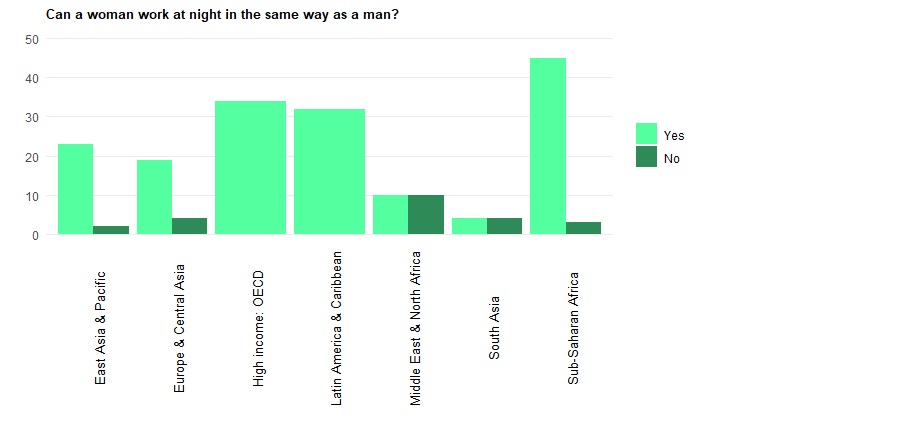 Can a woman work at night in the same way as a man?
50
40
30
20
10
0
Yes
No
East Asia & Pacific
Europe & Central Asia
High income: OECD
Latin America & Caribbean
Middle East & North Africa
South Asia
Sub-Saharan Africa